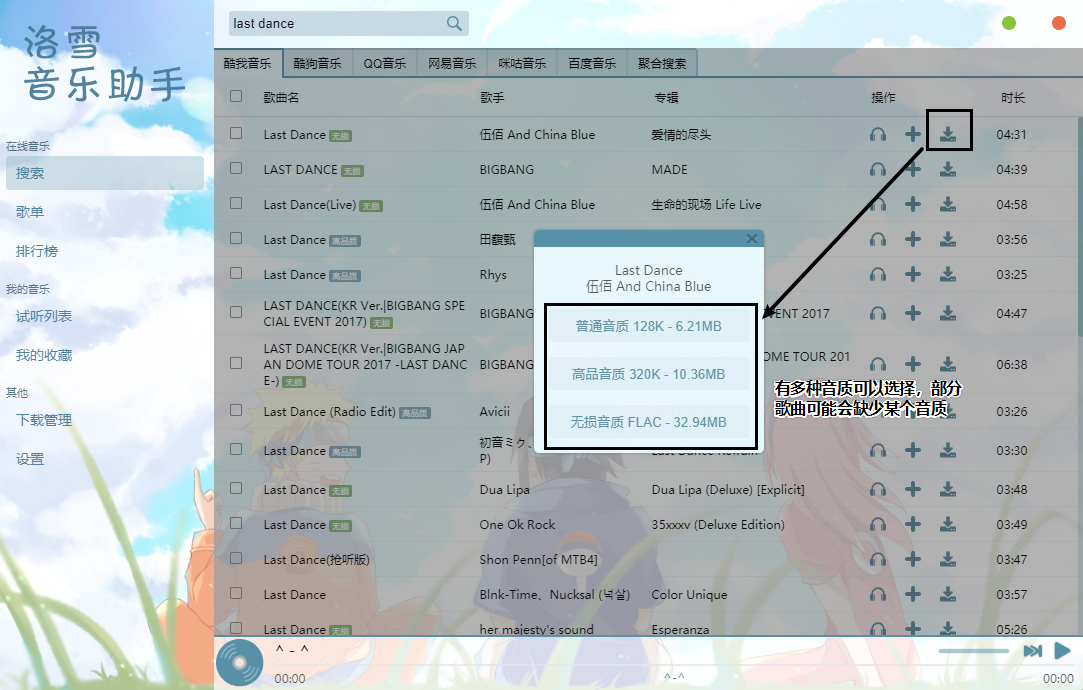 洛雪
音乐助手
在线音乐
搜索
歌单
排行榜
我的音乐
试听列表
我的收藏
其他
下载管理
设置
last dance
酷我音乐 酷狗音乐 QQ音乐 网易音乐 咪咕音乐 百度音乐 聚合搜索
歌曲名 歌手 专辑 操作 时长
Last Dance 无损 伍佰 And China Blue 爱情的尽头 04:31
LAST DANCE 无损 BIGBANG MADE 04:39
Last Dance(Live) 无损 伍佰 And China Blue 生命的现场 Life Live 04:58
Last Dance 高品质 田馥甄 03:56
Last Dance 高品质 Rhys 03:25
LAST DANCE(KR Ver.|BIGBANG SPE
CIAL EVENT 2017) 无损 BIGBANG ENT 2017 04:47
LAST DANCE(KR Ver.|BIGBANG JAP
AN DOME TOUR 2017 -LAST DANC
E-) 无损 BIGBANG DOME TOUR 201 06:38
Last Dance (Radio Edit) 高品质 Avicii 03:26
Last Dance 高品质 初音ミク、
P) Last Dance Refrain 03:30
Last Dance 无损 Dua Lipa Dua Lipa (Deluxe) [Explicit] 03:48
Last Dance 无损 One Ok Rock 35xxxv (Deluxe Edition) 03:49
Last Dance(抢听版) Shon Penn[of MTB4] 03:47
Last Dance Blnk-Time、Nucksal (넉살) Color Unique 03:57
Last Dance 无损 her majesty's sound Esperanza 05:26
Last Dance
伍佰 And China Blue
普通音质 128K - 6.21MB
高品音质 320K - 10.36MB
无损音质 FLAC - 32.94MB
有多种音质可以选择，部分
歌曲可能会缺少某个音质
^ - ^
00:00 ^-^ 00:00